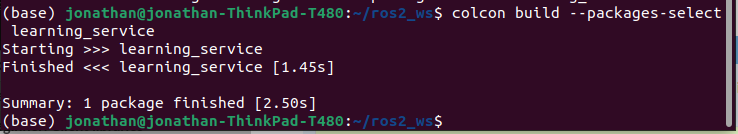 (base) jonathan@jonathan-ThinkPad-T480:~/ros2_ws$ colcon build --packages-select
learning_service
Starting >>> learning_service
Finished <<< learning_service [1.45s]
Summary: 1 package finished [2.50s]
(base) jonathan@jonathan-ThinkPad-T480:~/ros2_ws$